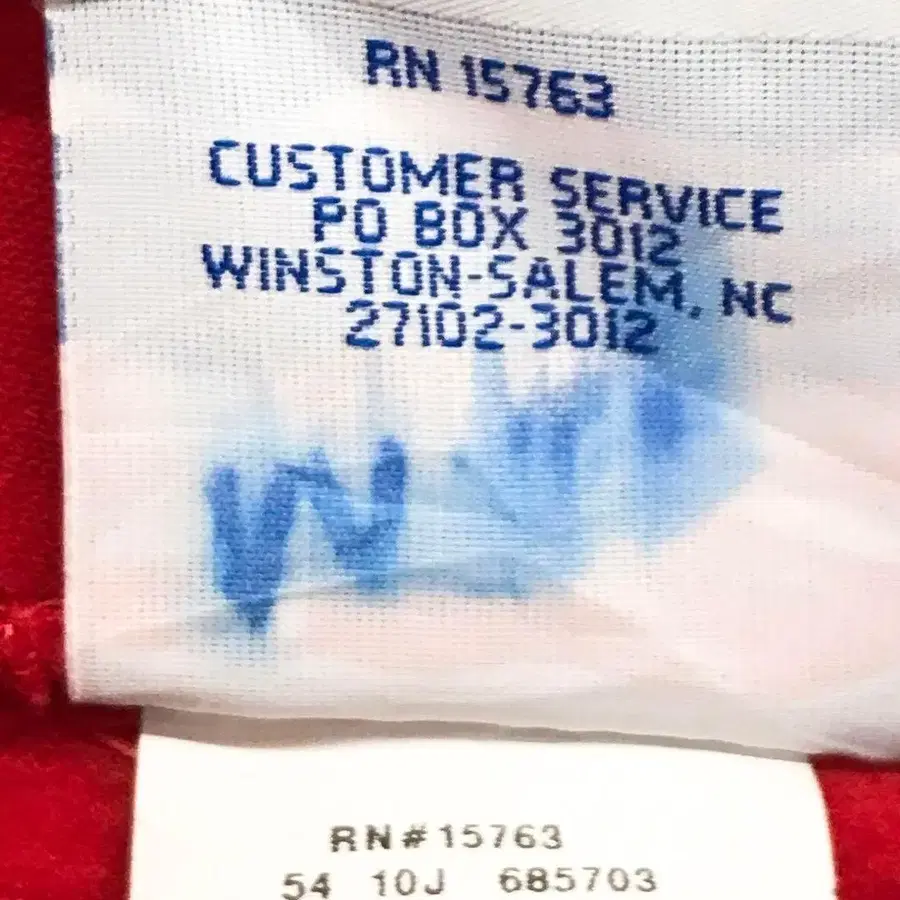 RN 15763
CUSTOMER SERVICE
PO BOX 3012
WINSTON-SALEM, NC
27102-3012
RN#15763
54 10J 685703